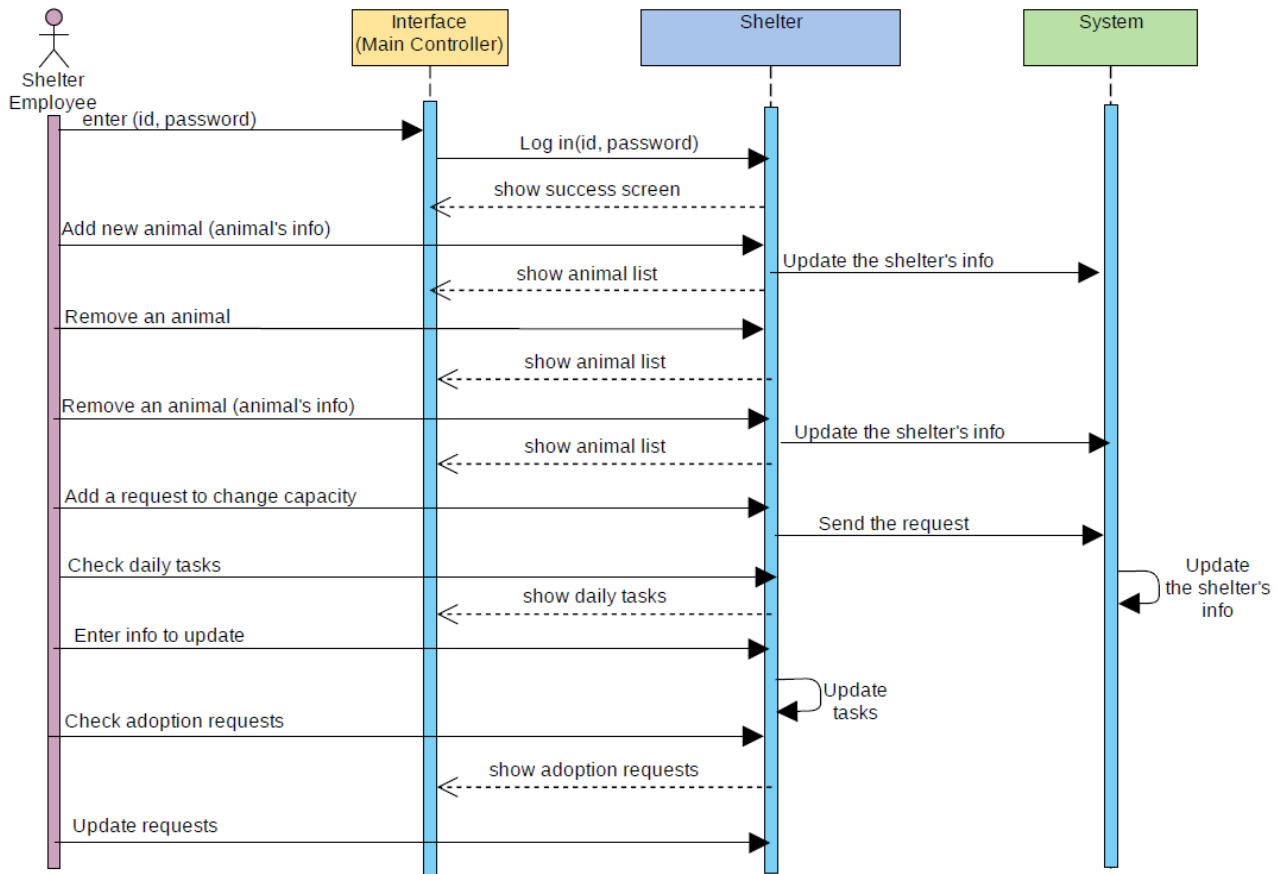 Interface
(Main Controller)
Shelter
System
Shelter
Employee
enter (id, password)
Log in(id, password)
show success screen
Add new animal (animal's info)
Update the shelter's info
show animal list
Remove an animal
show animal list
Remove an animal (animal's info)
Update the shelter's info
show animal list
Add a request to change capacity
Send the request
Check daily tasks
Update
the shelter's
info
show daily tasks
Enter info to update
Update
tasks
Check adoption requests
show adoption requests
Update requests